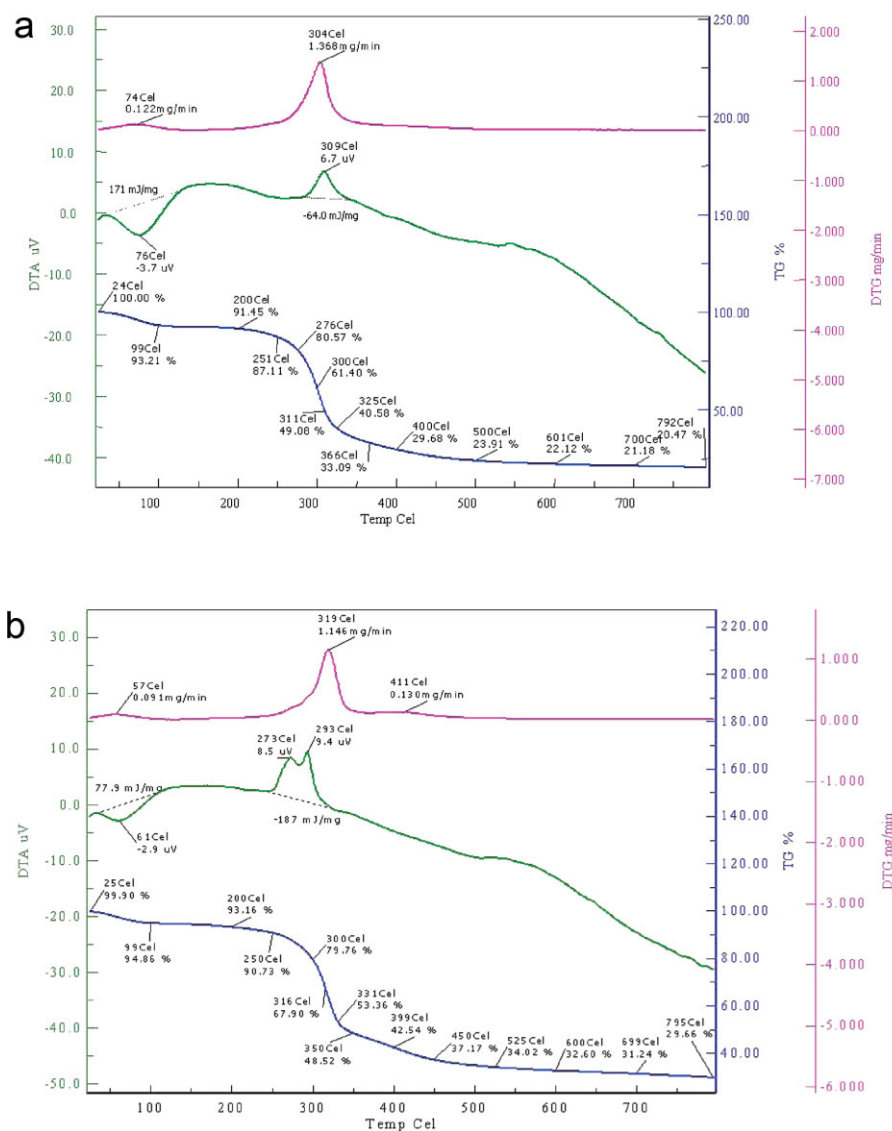 a
30.0
20.0
10.0
0.0
-10.0
-20.0
-30.0
-40.0
DTA uV
250.00
200.00
150.00
100.00
50.00
TG %
2.000
1.000
0.000
-1.000
-2.000
-3.000
-4.000
-5.000
-6.000
-7.000
DTG mg/min
304Cel
1.368mg/min
74Cel
0.122mg/min
309Cel
6.7 uV
171 mJ/mg
-64.0mJ/mg
76Cel
-3.7 uV
24Cel
100.00 %
99Cel
93.21 %
200Cel
91.45 %
251Cel
87.11 %
276Cel
80.57 %
300Cel
61.40 %
311Cel
49.08 %
325Cel
40.58 %
366Cel
33.09 %
400Cel
29.68 %
500Cel
23.91 %
601Cel
22.12 %
700Cel
21.18 %
792Cel
20.47 %
100 200 300 400 500 600 700
Temp Cel
b
30.0
20.0
10.0
0.0
-10.0
-20.0
-30.0
-40.0
-50.0
DTA uV
220.00
200.00
180.00
160.00
140.00
120.00
100.00
80.00
60.00
40.00
TG %
1.000
0.000
-1.000
-2.000
-3.000
-4.000
-5.000
-6.000
DTG mg/min
319Cel
1.146mg/min
57Cel
0.091mg/min
411Cel
0.130mg/min
273Cel
8.5 uV
293Cel
9.4 uV
77.9 mJ/mg
-187 mJ/mg
61Cel
-2.9 uV
25Cel
99.90 %
99Cel
94.86 %
200Cel
93.16 %
250Cel
90.73 %
300Cel
79.76 %
316Cel
67.90 %
331Cel
53.36 %
350Cel
48.52 %
399Cel
42.54 %
450Cel
37.17 %
525Cel
34.02 %
600Cel
32.60 %
699Cel
31.24 %
795Cel
29.66 %
100 200 300 400 500 600 700
Temp Cel